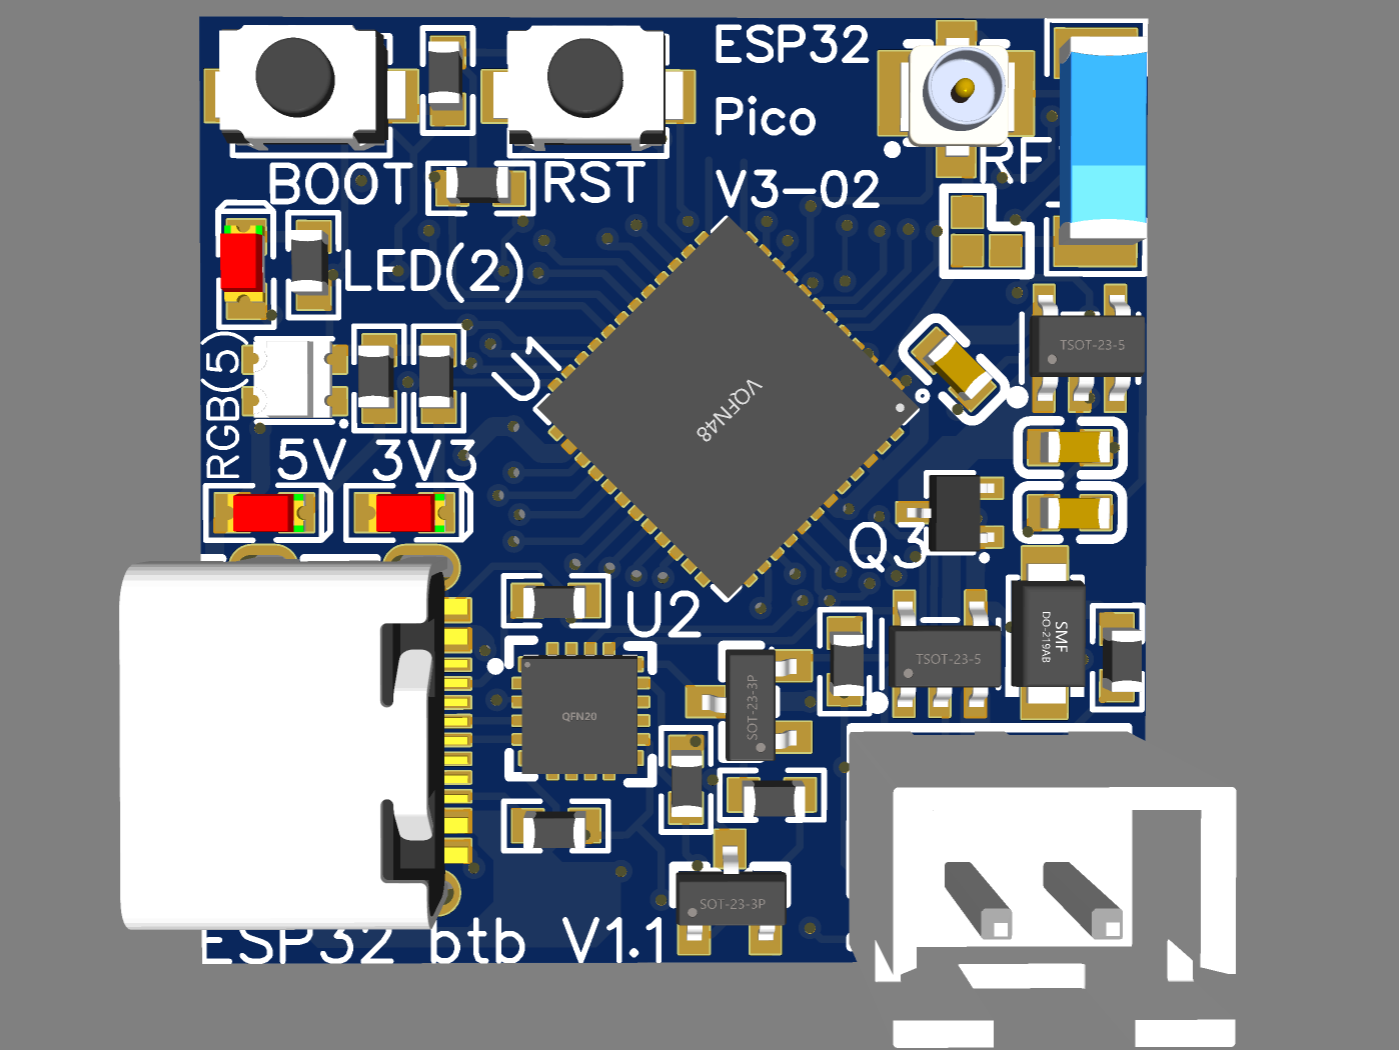 ESP32
Pico
V3-02
RF
BOOT
RST
LED(2)
RGB(5)
5V
3V3
U1
VQFN48
TSOT-23-5
Q3
U2
QFN20
SOT-23-3P
TSOT-23-5
SMF
DO-219AB
SOT-23-3P
ESP32 btb V1.1